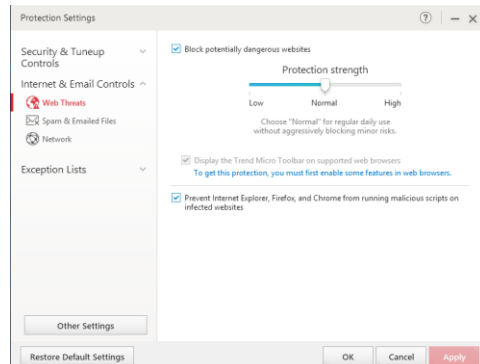 Protection Settings
Security & Tuneup
Controls
Internet & Email Controls
Web Threats
Spam & Emailed Files
Network
Exception Lists
Other Settings
Block potentially dangerous websites
Protection strength
Low Normal High
Choose "Normal" for regular daily use
without aggressively blocking minor risks.
Display the Trend Micro Toolbar on supported web browsers
To get this protection, you must first enable some features in web browsers.
Prevent Internet Explorer, Firefox, and Chrome from running malicious scripts on
infected websites
Restore Default Settings
OK Cancel Apply